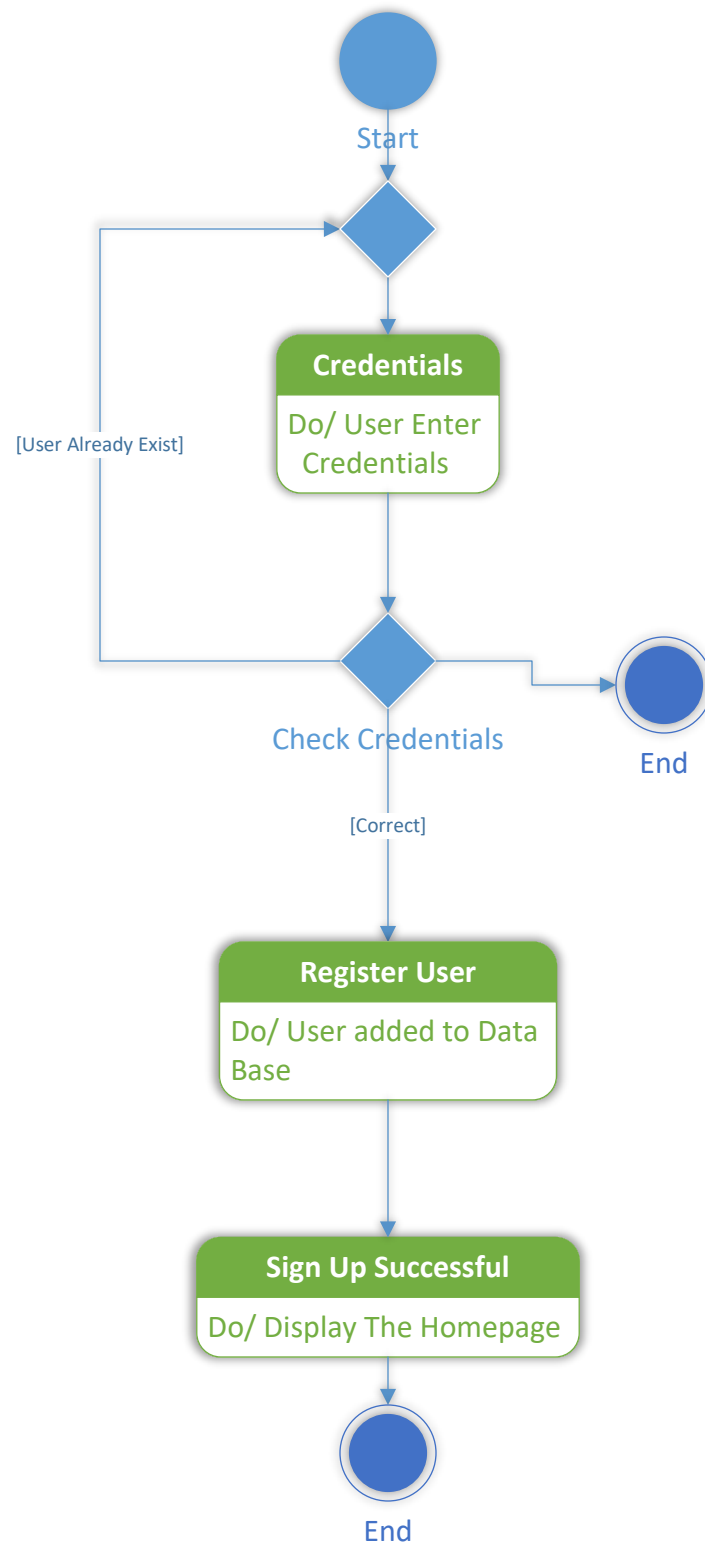 Start
Credentials
Do/ User Enter
Credentials
[User Already Exist]
Check Credentials
End
[Correct]
Register User
Do/ User added to Data
Base
Sign Up Successful
Do/ Display The Homepage
End